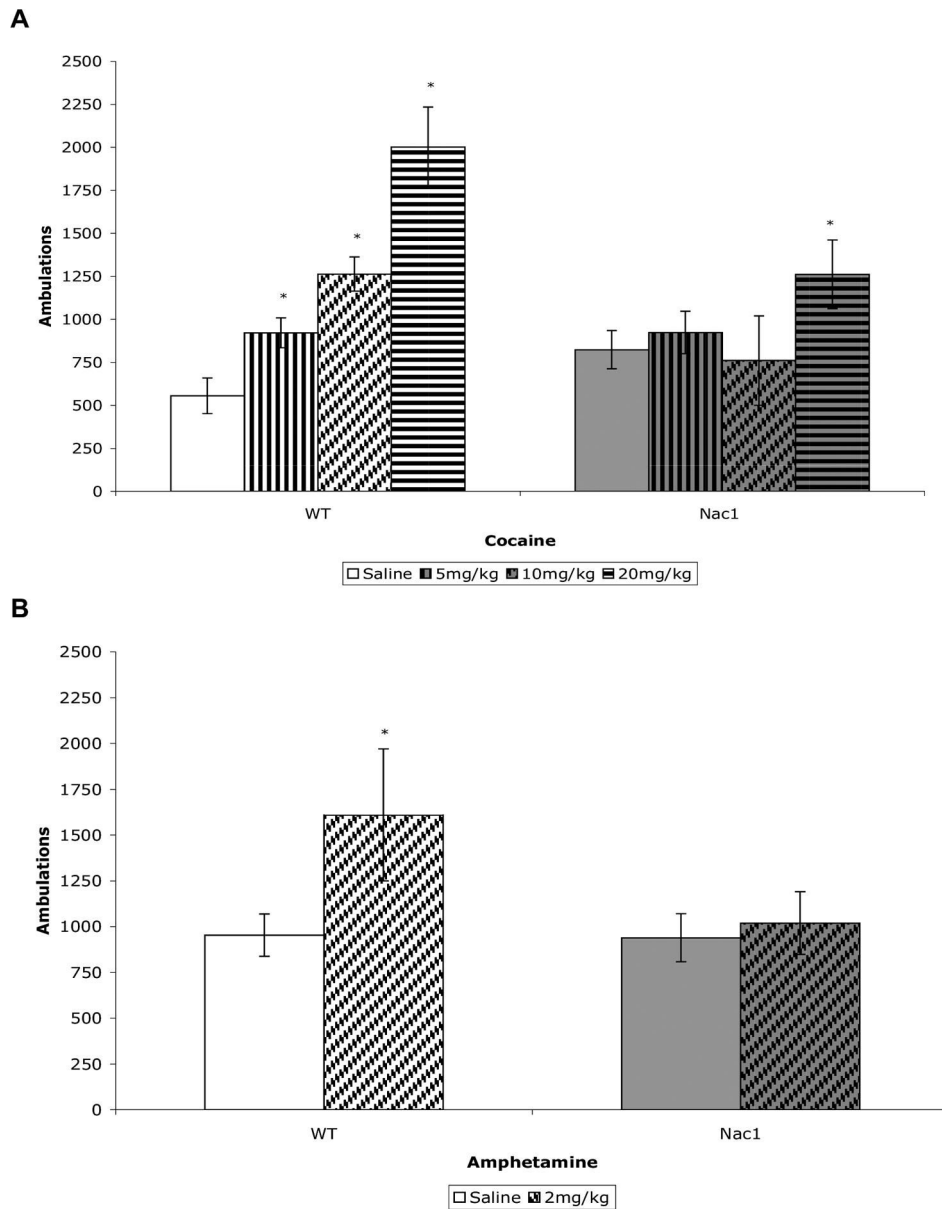 A
2500
2250
2000
1750
1500
1250
1000
750
500
250
0
Ambulations
*
*
*
*
WT Nac1
Cocaine
Saline 5mg/kg 10mg/kg 20mg/kg
B
2500
2250
2000
1750
1500
1250
1000
750
500
250
0
Ambulations
*
WT Nac1
Amphetamine
Saline 2mg/kg